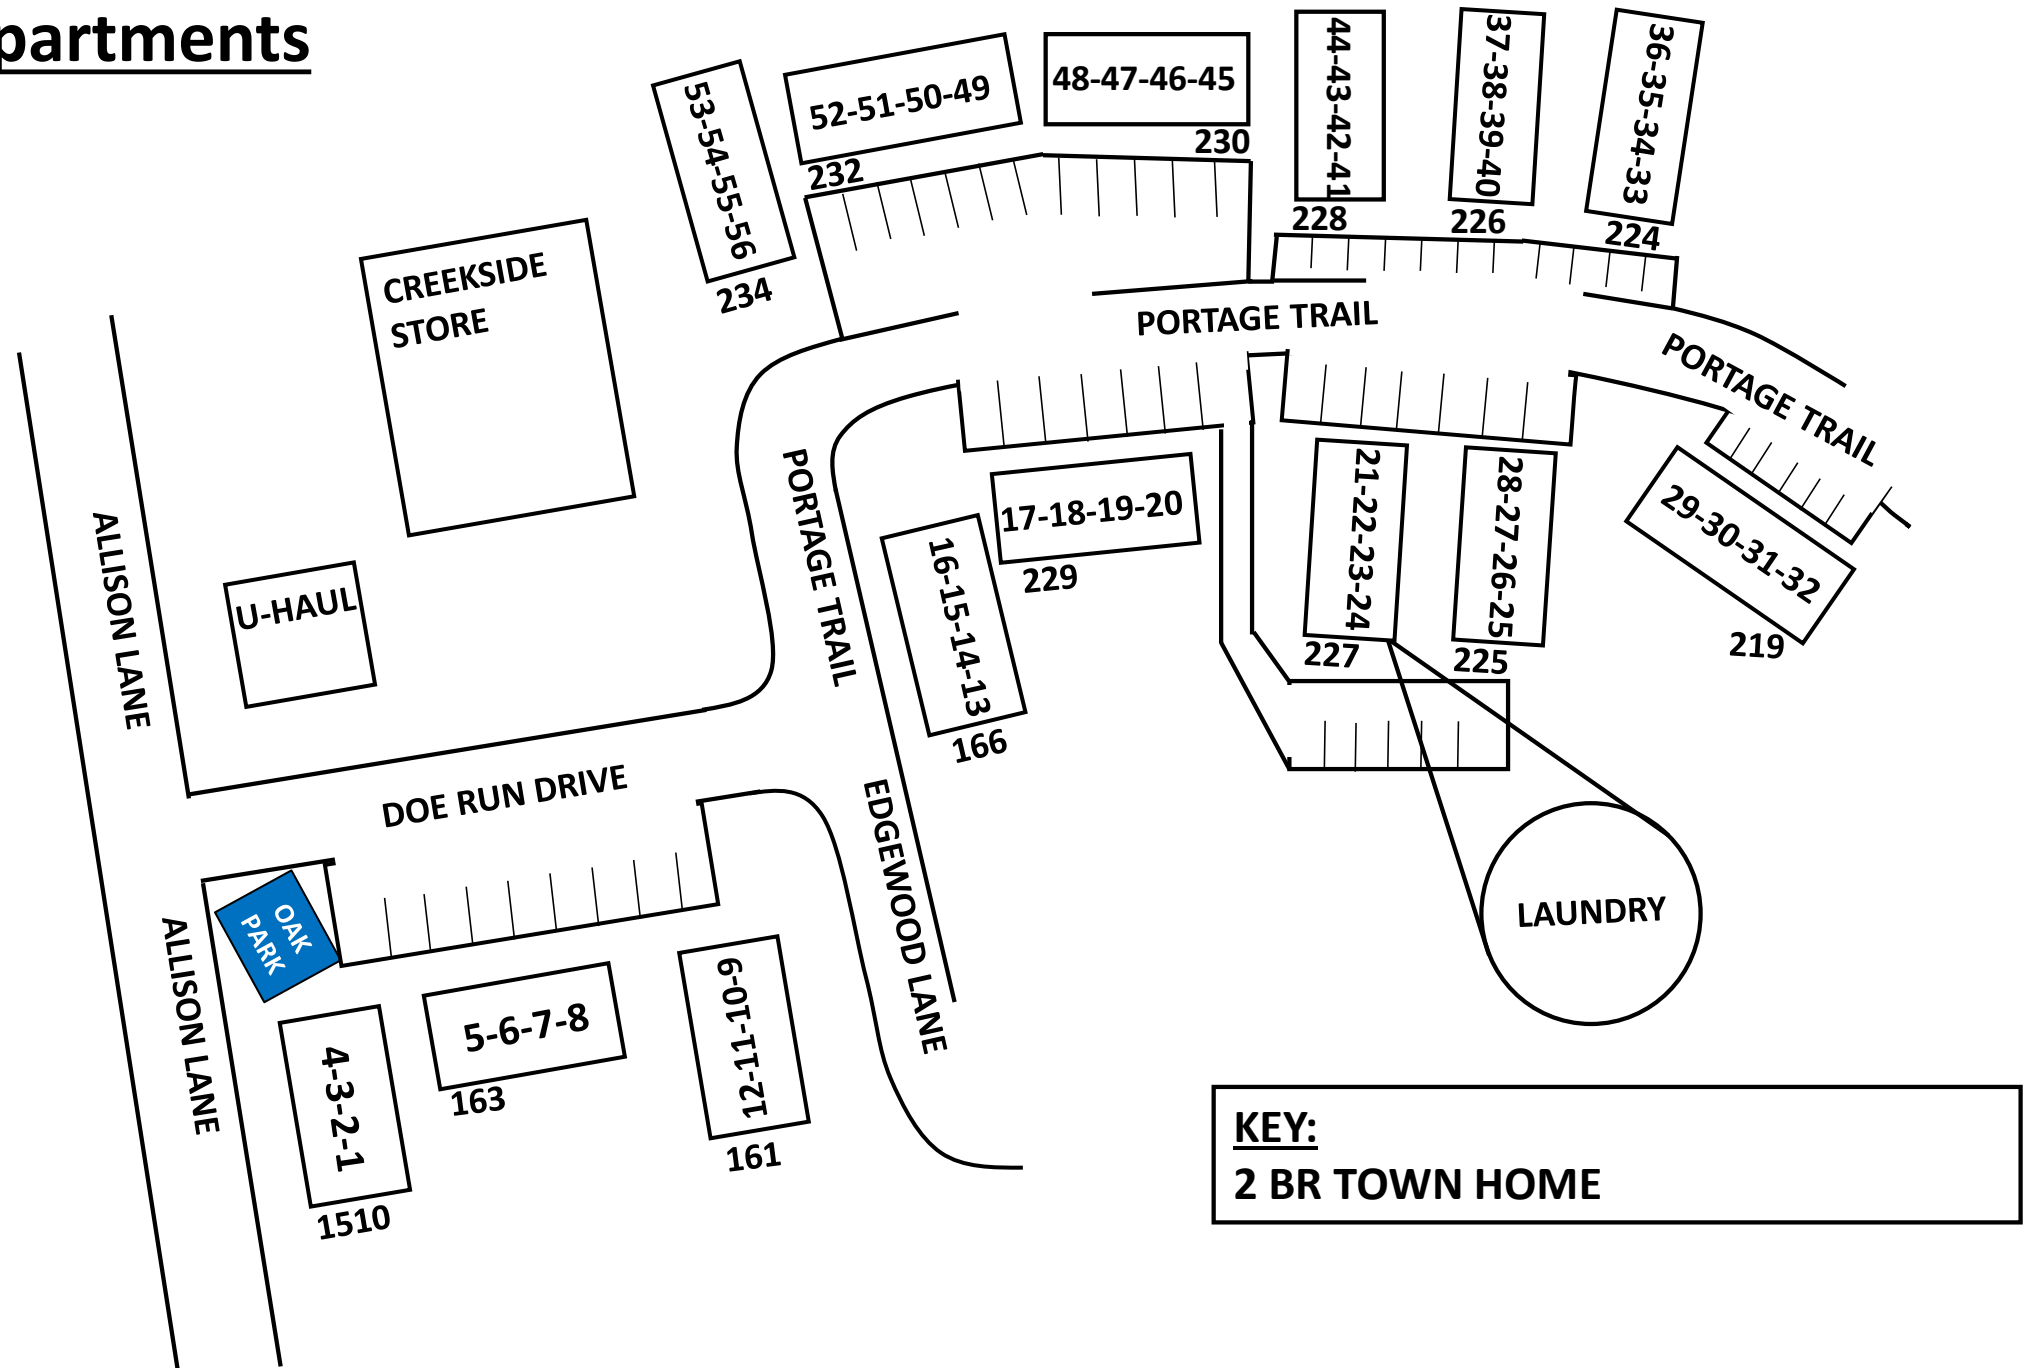 partments
53-54-55-56
234
52-51-50-49
232
48-47-46-45
230
44-43-42-41
228
37-38-39-40
226
36-35-34-33
224
CREEKSIDE
STORE
U-HAUL
ALLISON LANE
PORTAGE TRAIL
PORTAGE TRAIL
PORTAGE TRAIL
17-18-19-20
229
16-15-14-13
166
21-22-23-24
227
28-27-26-25
225
29-30-31-32
219
DOE RUN DRIVE
EDGEWOOD LANE
OAK
PARK
ALLISON LANE
4-3-2-1
1510
5-6-7-8
163
12-11-10-9
161
LAUNDRY
KEY:
2 BR TOWN HOME